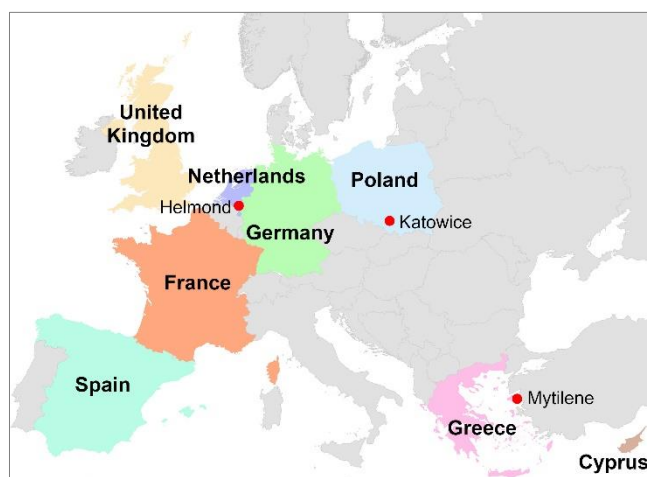 United
Kingdom
Netherlands
Poland
Helmond
Katowice
Germany
France
Spain
Mytilene
Greece
Cyprus